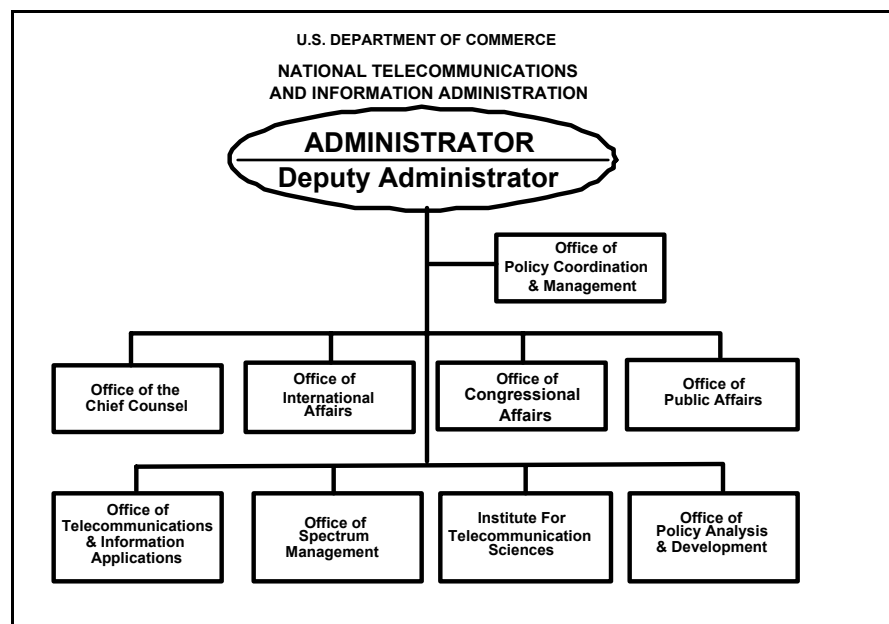 U.S. DEPARTMENT OF COMMERCE
NATIONAL TELECOMMUNICATIONS
AND INFORMATION ADMINISTRATION
ADMINISTRATOR
Deputy Administrator
Office of
Policy Coordination
& Management
Office of the
Chief Counsel
Office of
International
Affairs
Office of
Congressional
Affairs
Office of
Public Affairs
Office of
Telecommunications
& Information
Applications
Office of
Spectrum
Management
Institute For
Telecommunication
Sciences
Office of
Policy Analysis
& Development